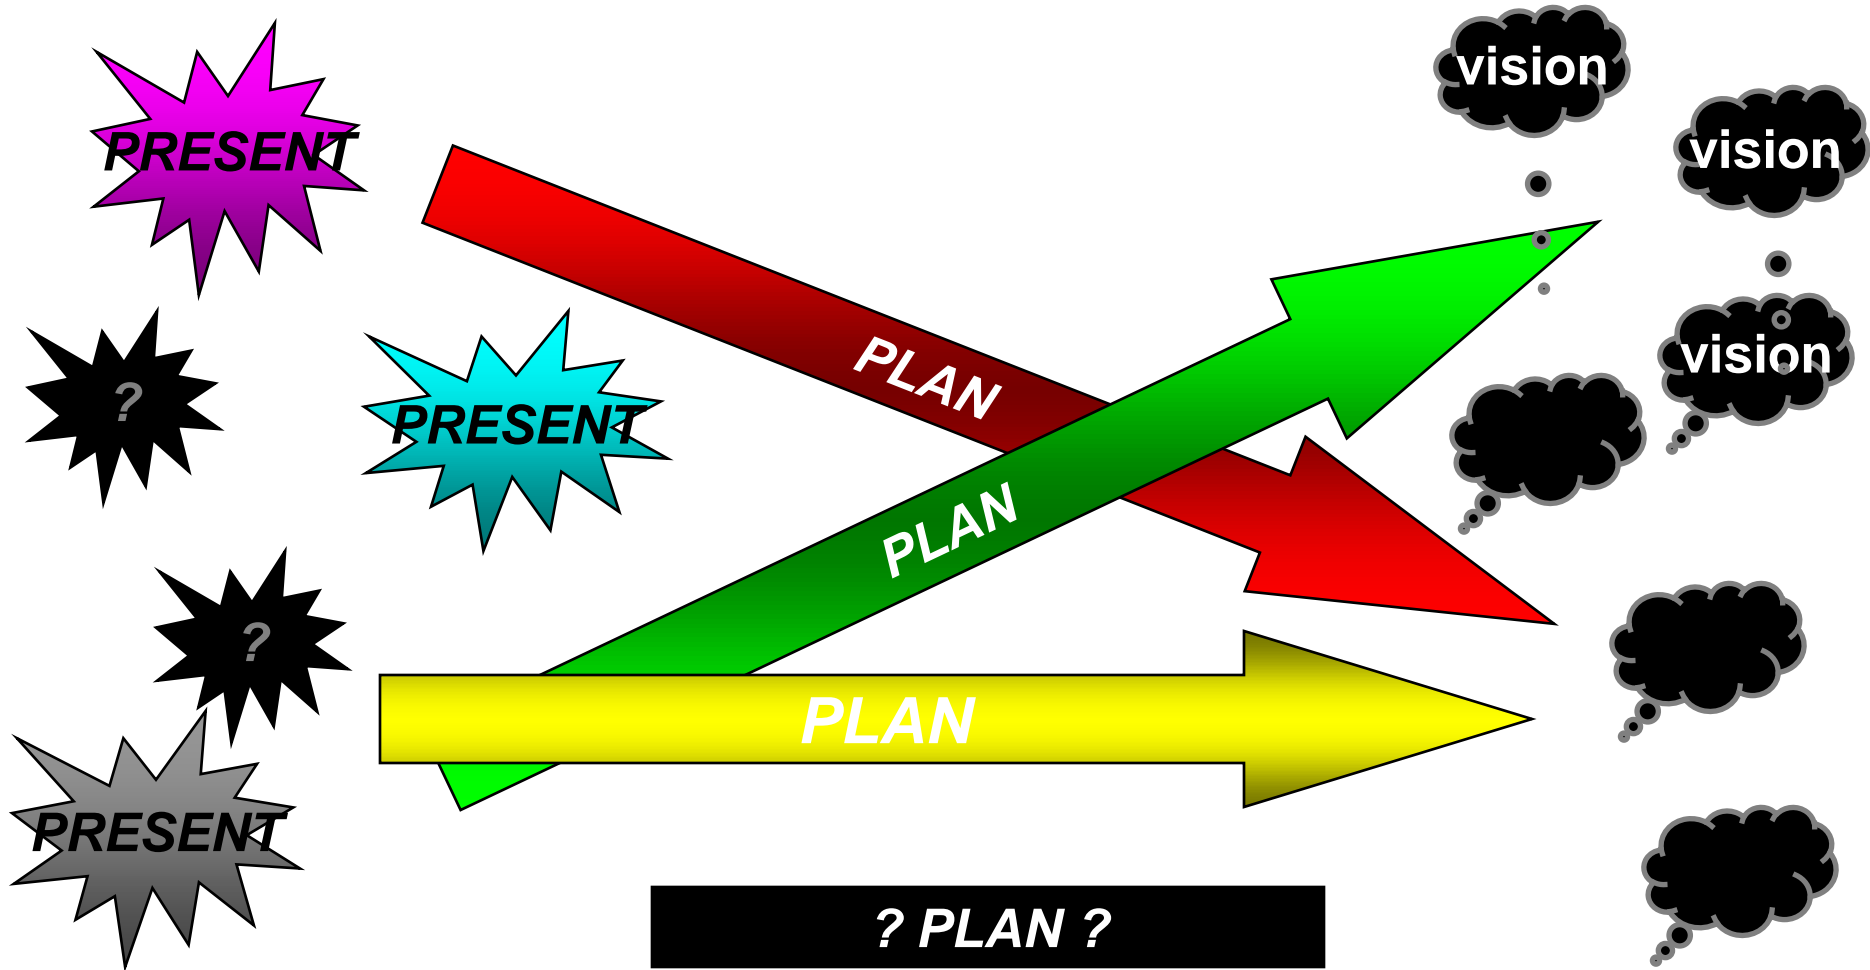 PRESENT
?
PRESENT
?
PRESENT
PLAN
PLAN
PLAN
? PLAN ?
vision
vision
vision